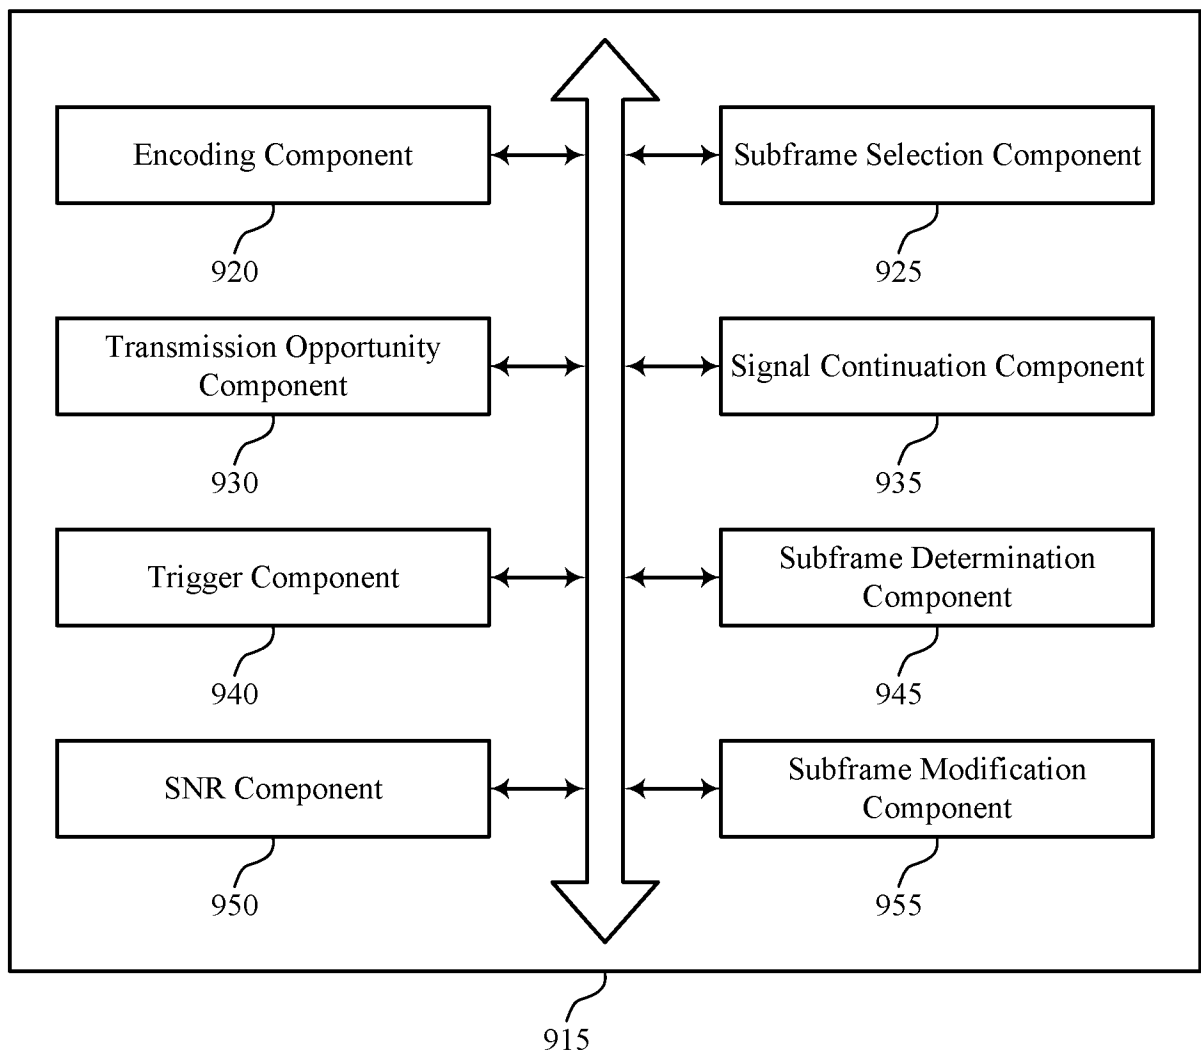 Encoding Component
920
Subframe Selection Component
925
Transmission Opportunity
Component
930
Signal Continuation Component
935
Trigger Component
940
Subframe Determination
Component
945
SNR Component
950
Subframe Modification
Component
955
915